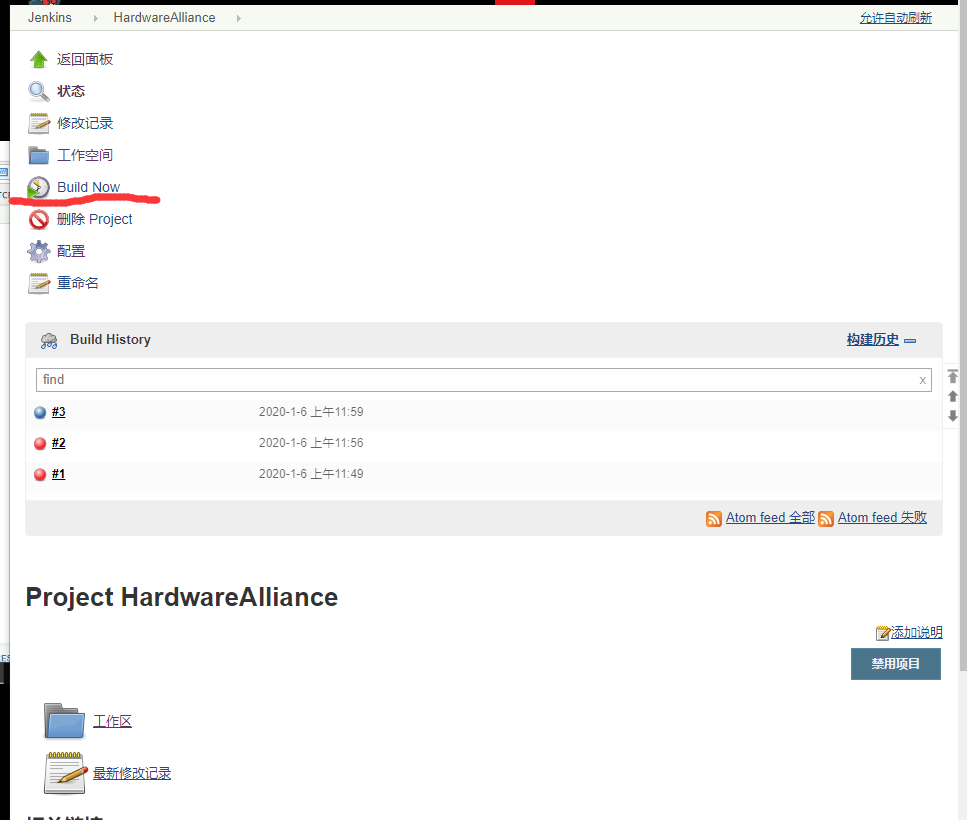 Jenkins HardwareAlliance 允许自动刷新
返回面板
状态
修改记录
工作空间
Build Now
删除 Project
配置
重命名
Build History 构建历史
find x
#3 2020-1-6 上午11:59
#2 2020-1-6 上午11:56
#1 2020-1-6 上午11:49
Atom feed 全部 Atom feed 失败
Project HardwareAlliance
添加说明
禁用项目
工作区
最新修改记录